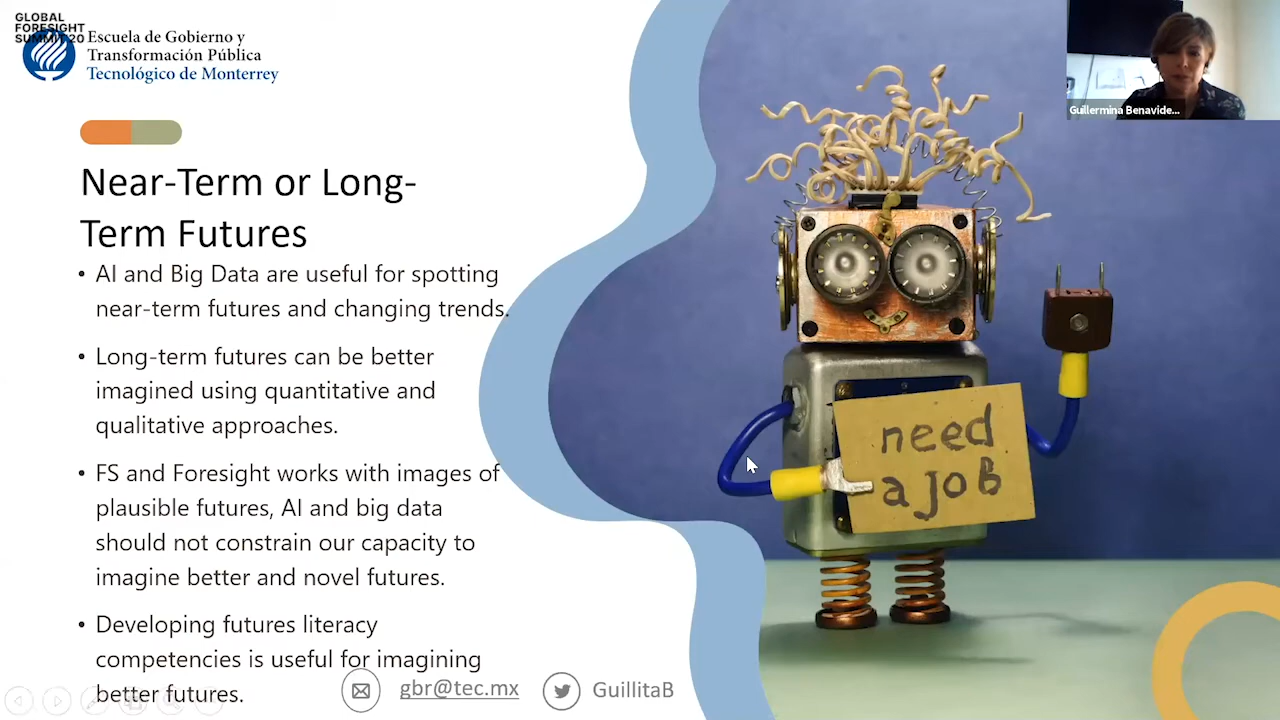 GLOBAL
FORESIGHT
SUMMIT 20
Escuela de Gobierno y
Transformación Pública
Tecnológico de Monterrey
Guillermina Benavide...
Near-Term or Long-
Term Futures
• AI and Big Data are useful for spotting
near-term futures and changing trends.
• Long-term futures can be better
imagined using quantitative and
qualitative approaches.
• FS and Foresight works with images of
plausible futures, AI and big data
should not constrain our capacity to
imagine better and novel futures.
• Developing futures literacy
competencies is useful for imagining
better futures.
need
a joB
gbr@tec.mx
GuillitaB